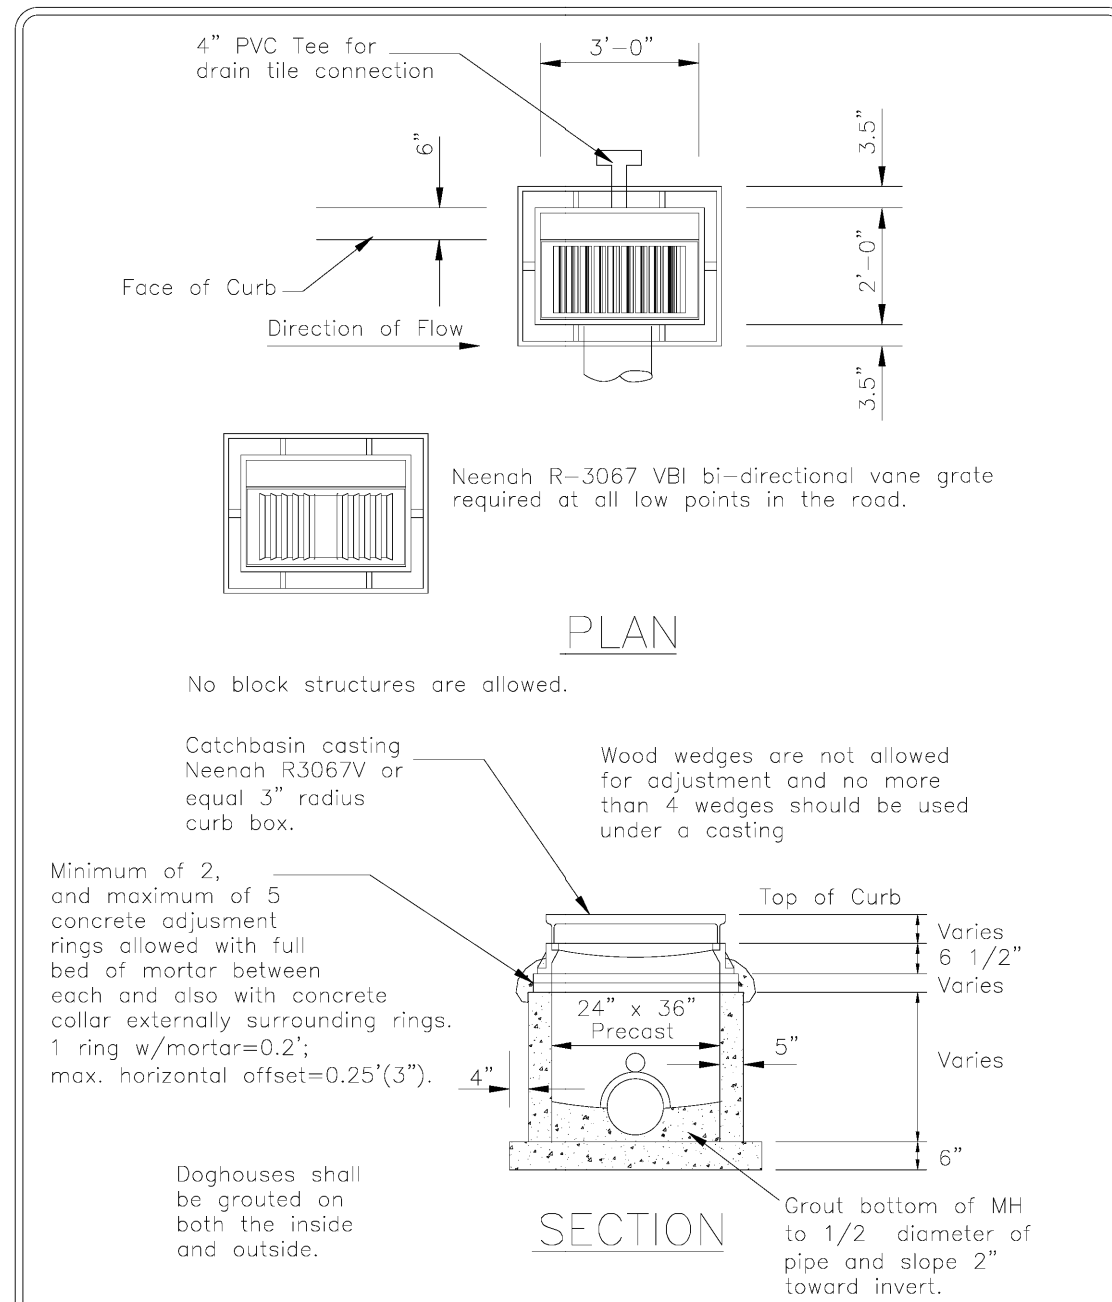 4" PVC Tee for
drain tile connection
3'-0"
6"
3.5"
2'-0"
3.5"
Face of Curb
Direction of Flow
Neenah R-3067 VBI bi-directional vane grate
required at all low points in the road.
PLAN
No block structures are allowed.
Catchbasin casting
Neenah R3067V or
equal 3" radius
curb box.
Wood wedges are not allowed
for adjustment and no more
than 4 wedges should be used
under a casting
Minimum of 2,
and maximum of 5
concrete adjusment
rings allowed with full
bed of mortar between
each and also with concrete
collar externally surrounding rings.
1 ring w/mortar=0.2';
max. horizontal offset=0.25'(3").
Top of Curb
Varies
6 1/2"
Varies
24" x 36"
Precast
5"
Varies
4"
6"
Doghouses shall
be grouted on
both the inside
and outside.
SECTION
Grout bottom of MH
to 1/2 diameter of
pipe and slope 2"
toward invert.